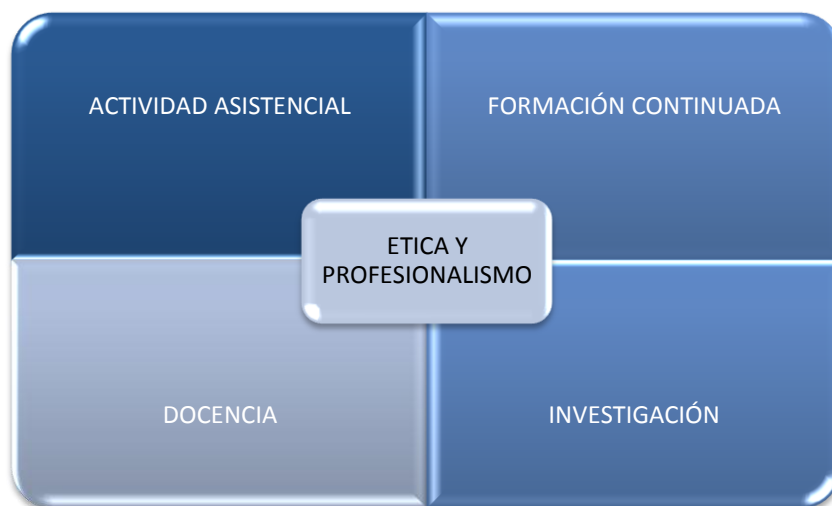 ACTIVIDAD ASISTENCIAL
FORMACIÓN CONTINUADA
ETICA Y
PROFESIONALISMO
DOCENCIA
INVESTIGACIÓN